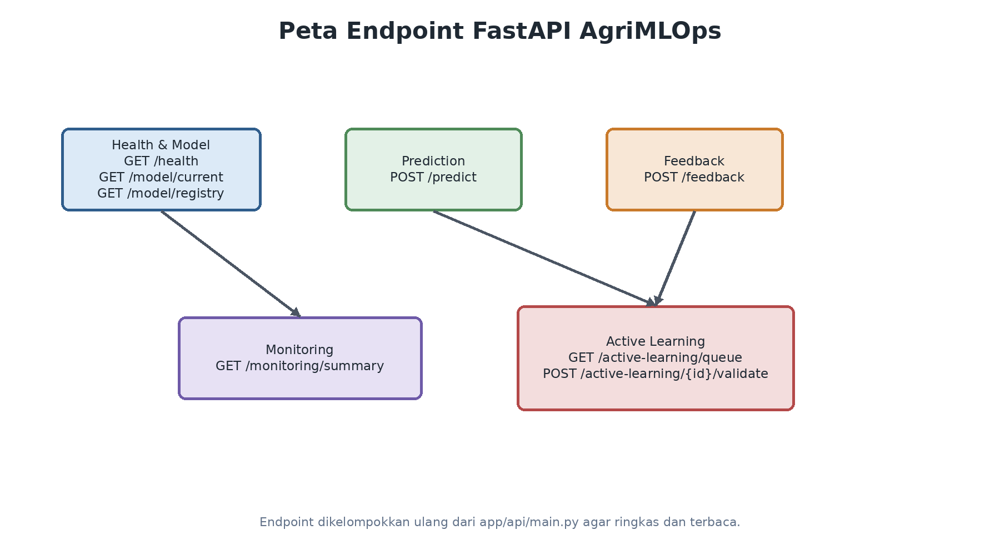 Peta Endpoint FastAPI AgriMLOps
Health & Model
GET /health
GET /model/current
GET /model/registry
Prediction
POST /predict
Feedback
POST /feedback
Monitoring
GET /monitoring/summary
Active Learning
GET /active-learning/queue
POST /active-learning/{id}/validate
Endpoint dikelompokkan ulang dari app/api/main.py agar ringkas dan terbaca.